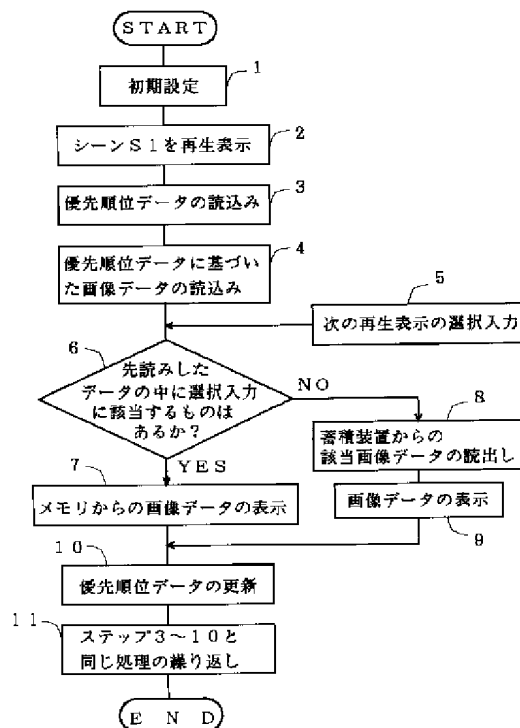 START
1
初期設定
2
シーンS1を再生表示
3
優先順位データの読込み
4
優先順位データに基づい
た画像データの読込み
5
次の再生表示の選択入力
6
先読みした
データの中に選択入力
に該当するものは
あるか?
NO
YES
7
メモリからの画像データの表示
8
蓄積装置からの
該当画像データの読出し
画像データの表示
9
10
優先順位データの更新
11
ステップ3~10と
同じ処理の繰り返し
END